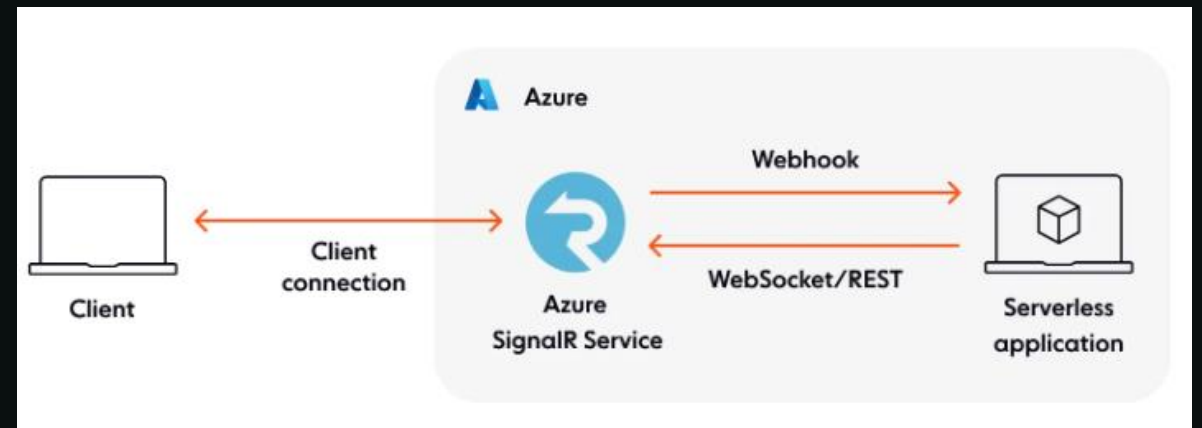 Azure
Webhook
Client
connection
WebSocket/REST
Client
Azure
SignalR Service
Serverless
application